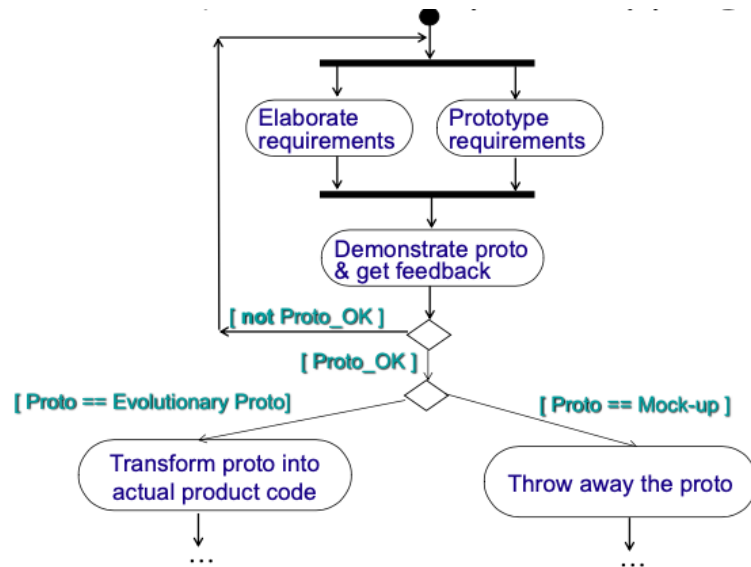 Elaborate
requirements
Prototype
requirements
Demonstrate proto
& get feedback
[ not Proto_OK ]
[ Proto_OK ]
[ Proto == Evolutionary Proto]
[ Proto == Mock-up ]
Transform proto into
actual product code
Throw away the proto
...
...